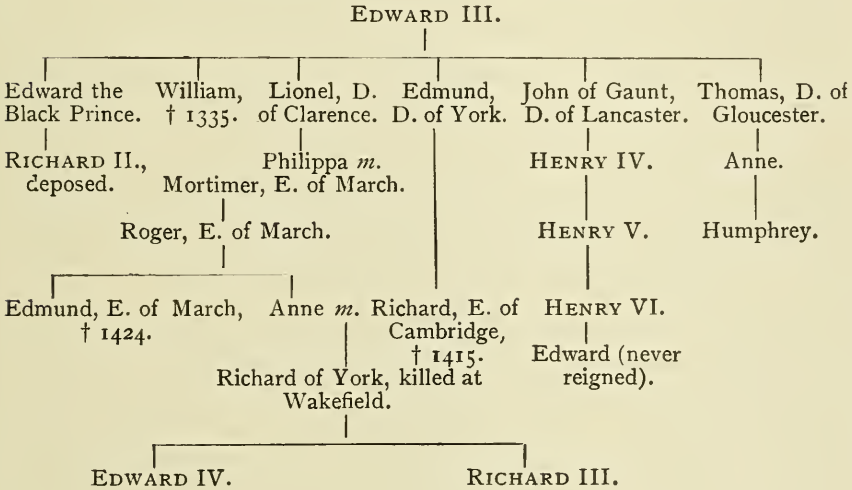 EDWARD III.
Edward the Black Prince.
William, † 1335.
Lionel, D. of Clarence.
Edmund, D. of York.
John of Gaunt, D. of Lancaster.
Thomas, D. of Gloucester.
RICHARD II., deposed.
Philippa m. Mortimer, E. of March.
HENRY IV.
Anne.
Roger, E. of March.
HENRY V.
Humphrey.
Edmund, E. of March, † 1424.
Anne m. Richard, E. of Cambridge, † 1415.
HENRY VI.
Edward (never reigned).
Richard of York, killed at Wakefield.
EDWARD IV.
RICHARD III.